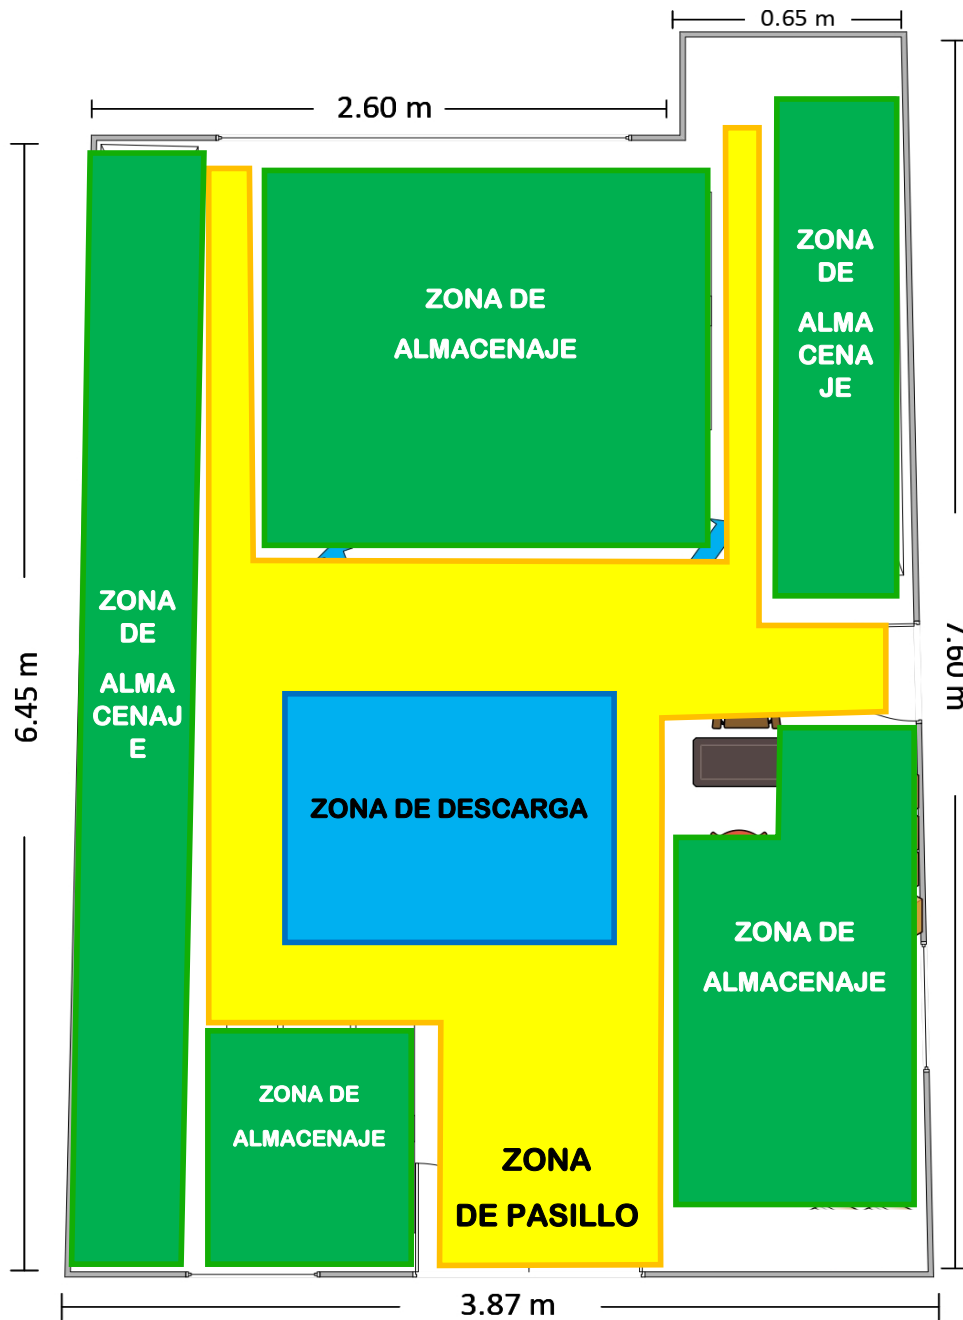 0.65 m
2.60 m
ZONA
DE
ALMA
CENA
JE
ZONA DE
ALMACENAJE
ZONA
DE
ALMA
CENAJ
E
6.45 m
7.60 m
ZONA DE DESCARGA
ZONA DE
ALMACENAJE
ZONA DE
ALMACENAJE
ZONA
DE PASILLO
3.87 m